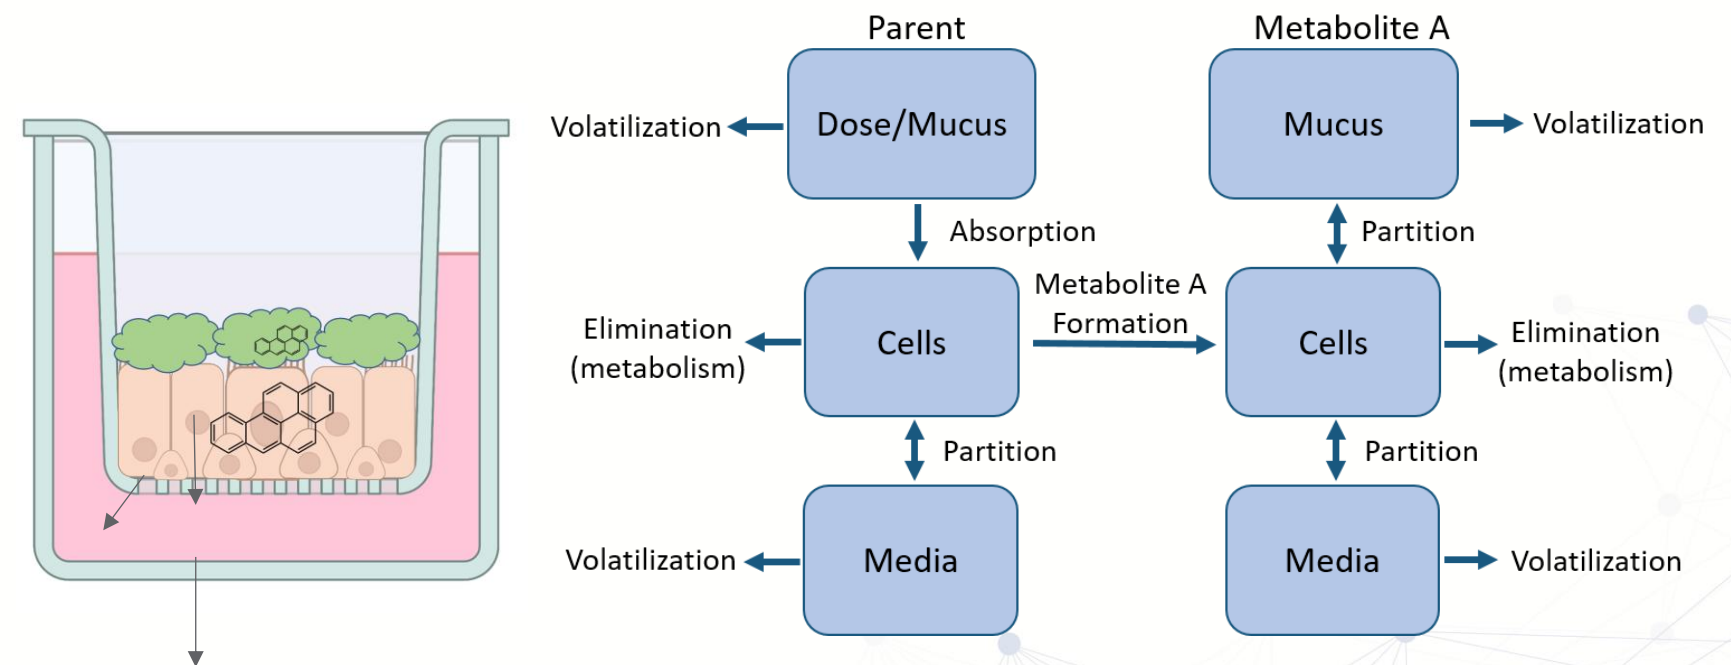 Parent
Metabolite A
Volatilization
Dose/Mucus
Mucus
Volatilization
Absorption
Partition
Elimination
(metabolism)
Cells
Metabolite A
Formation
Cells
Elimination
(metabolism)
Partition
Partition
Volatilization
Media
Media
Volatilization